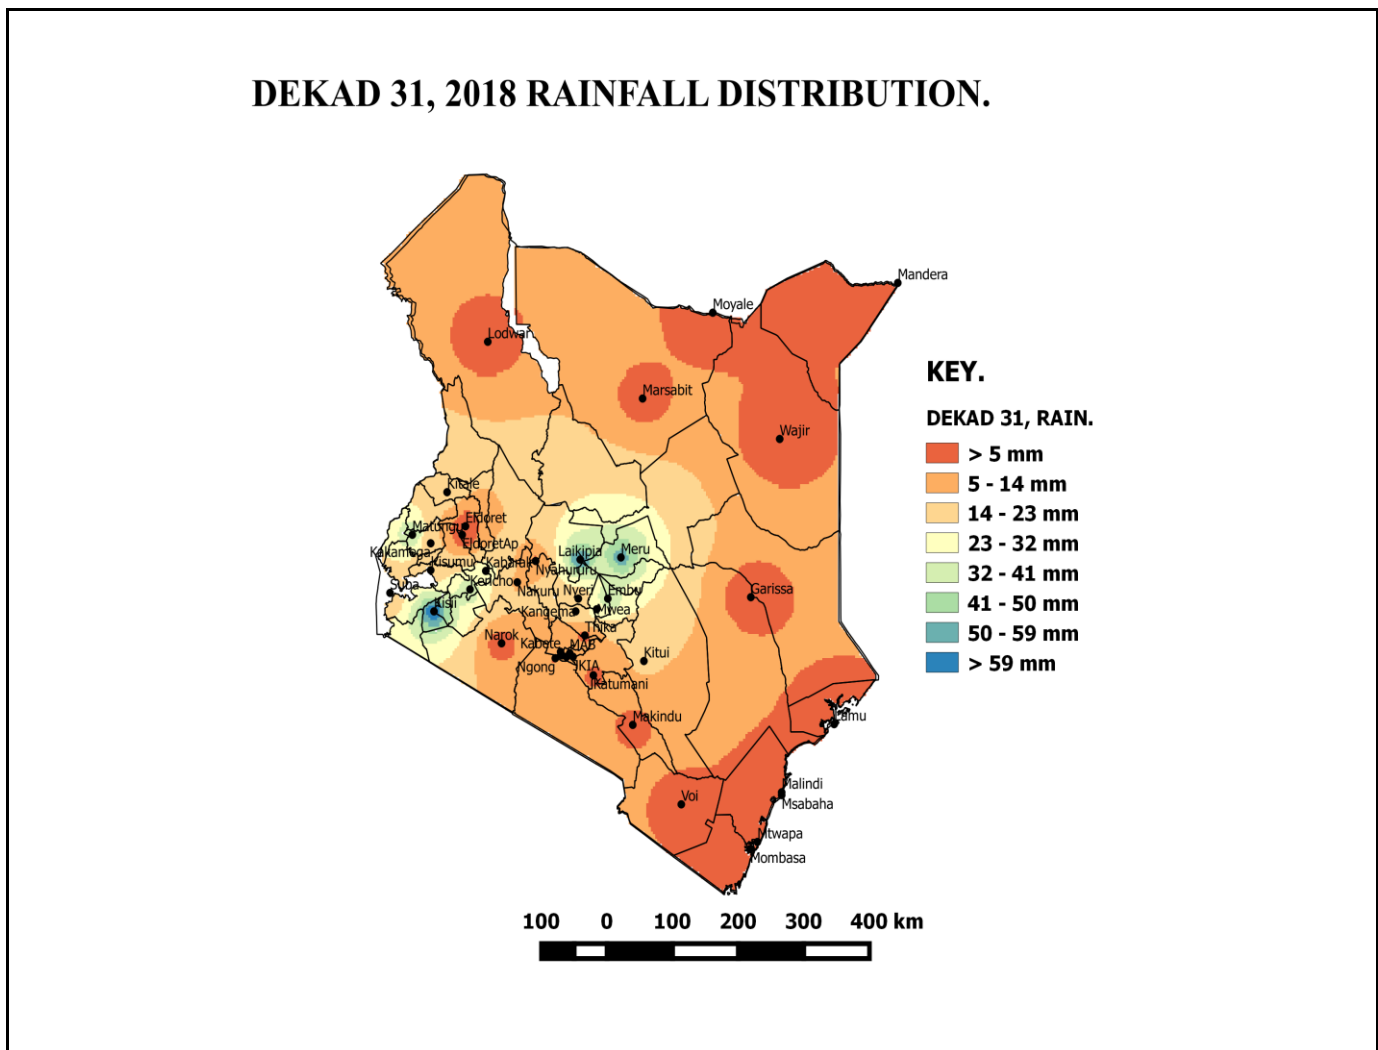 DEKAD 31, 2018 RAINFALL DISTRIBUTION.
Mandera
Moyale
Lodwar
Marsabit
Wajir
KEY.
DEKAD 31, RAIN.
> 5 mm
5 - 14 mm
14 - 23 mm
23 - 32 mm
32 - 41 mm
41 - 50 mm
50 - 59 mm
> 59 mm
Kitale
Eldoret
Matungu
EldoretAp
Kakamega
Kisumu
Kabarak
Laikipia
Meru
Nyahururu
Suba
Kericho
Nakuru
Nyeri
Embu
Garissa
Kisii
Kangema
Mwea
Thika
Narok
Kabete
MAB
Kitui
Ngong
JKIA
Katumani
Makindu
Lamu
Voi
Malindi
Msabaha
Mtwapa
Mombasa
100 0 100 200 300 400 km